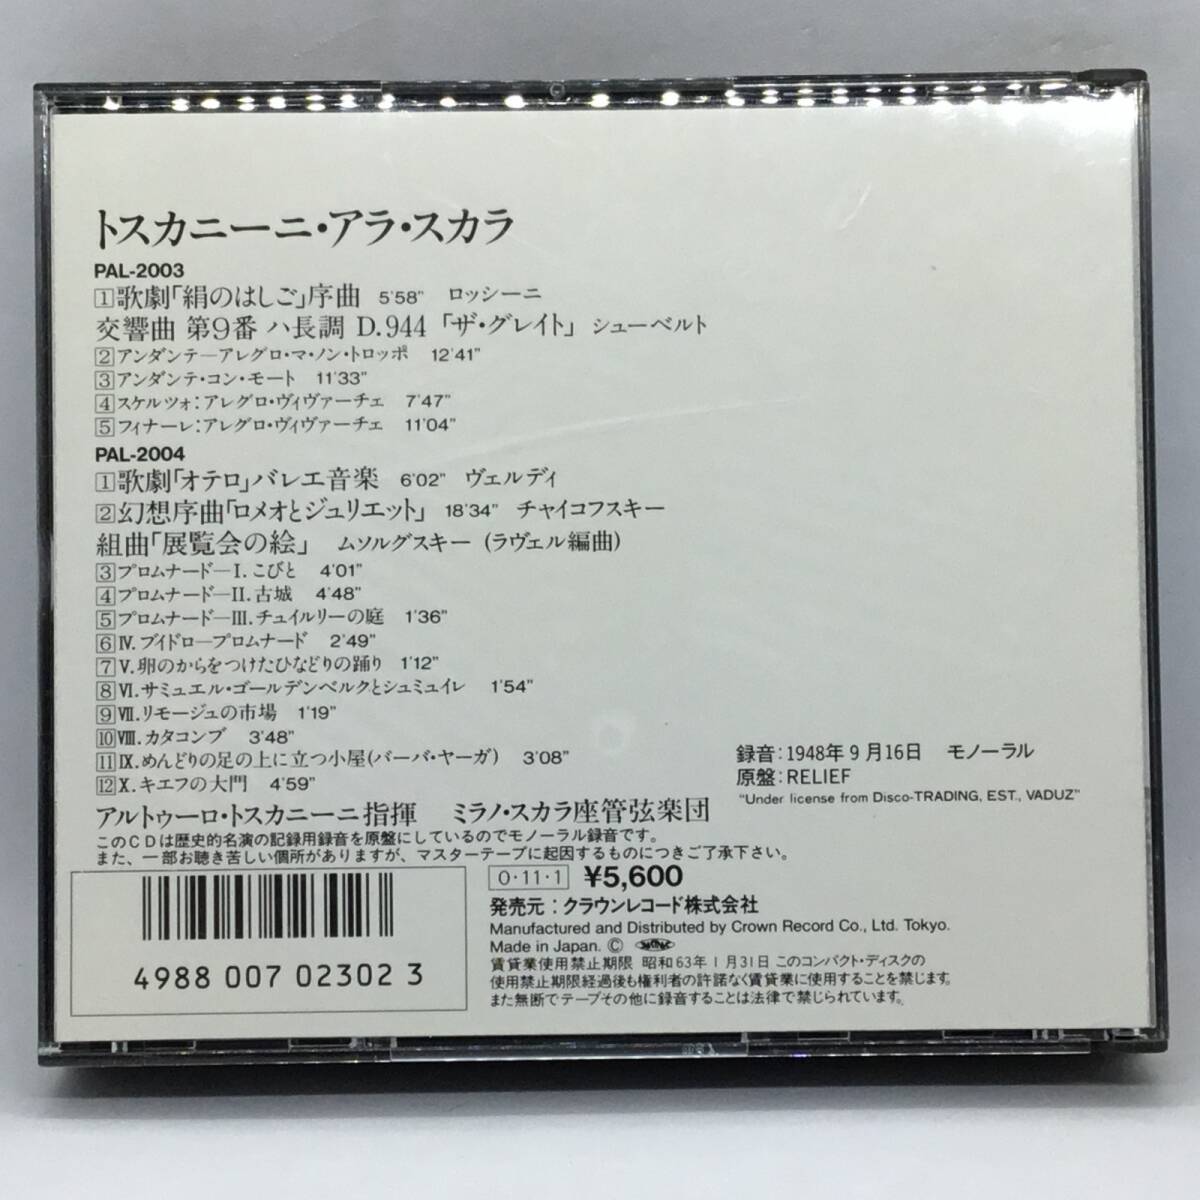 トスカニーニ・アラ・スカラ
PAL-2003
1 歌劇「絹のはしご」序曲 5'58" ロッシーニ
交響曲 第9番 ハ長調 D.944 「ザ・グレイト」 シューベルト
2 アンダンテ―アレグロ・マ・ノン・トロッポ 12'41"
3 アンダンテ・コン・モート 11'33"
4 スケルツォ:アレグロ・ヴィヴァーチェ 7'47"
5 フィナーレ:アレグロ・ヴィヴァーチェ 11'04"
PAL-2004
1 歌劇「オテロ」バレエ音楽 6'02" ヴェルディ
2 幻想序曲「ロメオとジュリエット」 18'34" チャイコフスキー
組曲「展覧会の絵」 ムソルグスキー (ラヴェル編曲)
3 プロムナード―I.こびと 4'01"
4 プロムナード―II.古城 4'48"
5 プロムナード―III.チュイルリーの庭 1'36"
6 IV.ブイドロ―プロムナード 2'49"
7 V.卵のからをつけたひなどりの踊り 1'12"
8 VI.サミュエル・ゴールデンベルクとシュミュイレ 1'54"
9 VII.リモージュの市場 1'19"
10 VIII.カタコンブ 3'48"
11 IX.めんどりの足の上に立つ小屋(バーバ・ヤーガ) 3'08"
12 X.キエフの大門 4'59"
録音:1948年9月16日 モノーラル
原盤:RELIEF
"Under license from Disco-TRADING, EST., VADUZ"
アルトゥーロ・トスカニーニ指揮 ミラノ・スカラ座管弦楽団
このCDは歴史的名演の記録用録音を原盤にしているのでモノーラル録音です。
また、一部お聴き苦しい個所がありますが、マスターテープに起因するものにつきご了承下さい。
4988 007 02302 3
0・11・1 ¥5,600
発売元:クラウンレコード株式会社
Manufactured and Distributed by Crown Record Co., Ltd. Tokyo.
Made in Japan. ©
賃貸業使用禁止期限 昭和63年1月31日 このコンパクト・ディスクの
使用禁止期限経過後も権利者の許諾なく賃貸業に使用することを禁じます。
また無断でテープその他に録音することは法律で禁じられています。